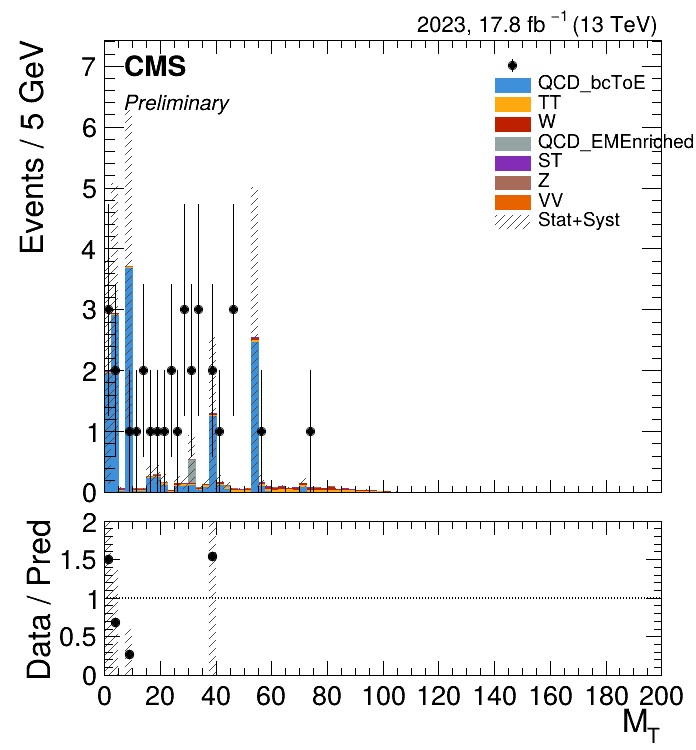 2023, 17.8 fb⁻¹ (13 TeV)
CMS
Preliminary
Events / 5 GeV
7
6
5
4
3
2
1
0
QCD_bcToE
TT
W
QCD_EMEnriched
ST
Z
VV
Stat+Syst
Data / Pred
2
1.5
1
0.5
0
0 20 40 60 80 100 120 140 160 180 200
M_T